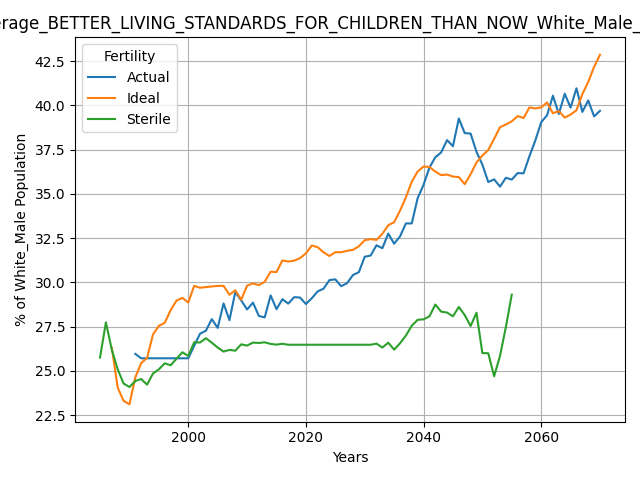 erage_BETTER_LIVING_STANDARDS_FOR_CHILDREN_THAN_NOW_White_Male_
Fertility
Actual
Ideal
Sterile
% of White_Male Population
42.5
40.0
37.5
35.0
32.5
30.0
27.5
25.0
22.5
2000
2020
2040
2060
Years